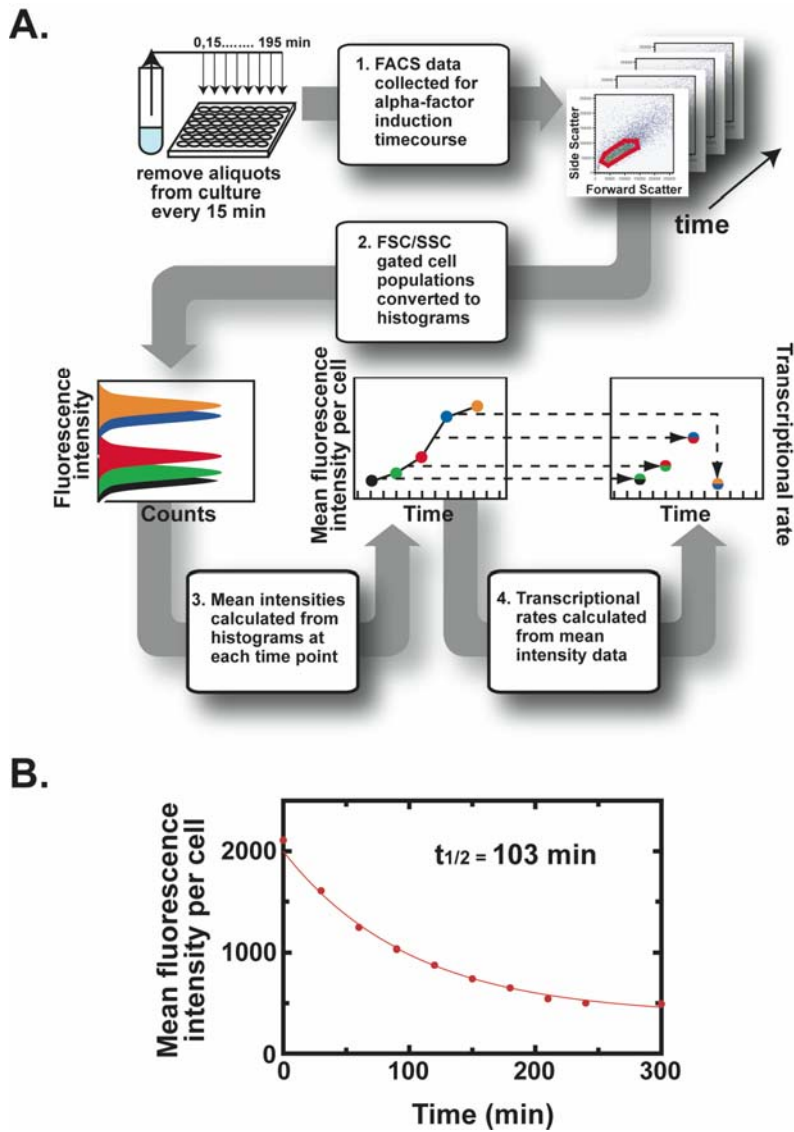 A.
0,15........ 195 min
remove aliquots
from culture
every 15 min
1. FACS data
collected for
alpha-factor
induction
timecourse
Side Scatter
Forward Scatter
time
2. FSC/SSC
gated cell
populations
converted to
histograms
Fluorescence
intensity
Counts
Mean fluorescence
intensity per cell
Time
Transcriptional
rate
Time
3. Mean intensities
calculated from
histograms at
each time point
4. Transcriptional
rates calculated
from mean
intensity data
B.
Mean fluorescence
intensity per cell
2000
1000
0
t1/2 = 103 min
0 100 200 300
Time (min)